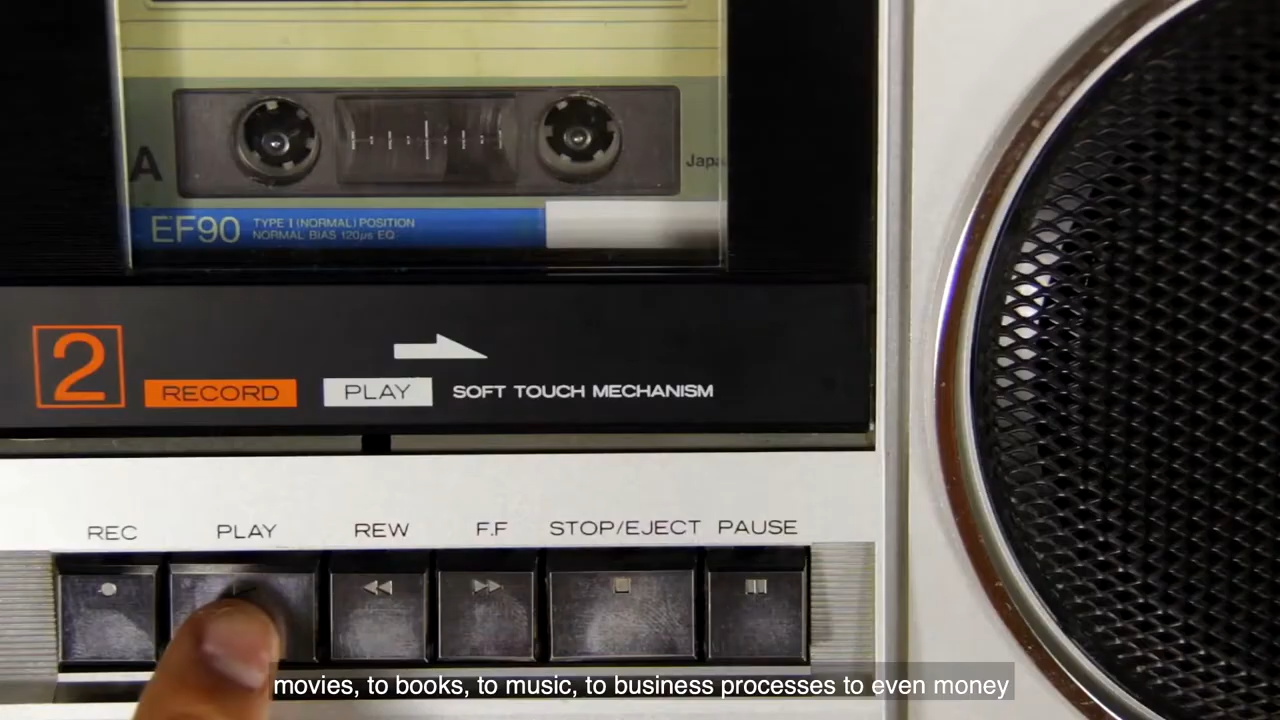 A
Japa
EF90
TYPE I (NORMAL) POSITION
NORMAL BIAS 120µs EQ
2
RECORD
PLAY
SOFT TOUCH MECHANISM
REC
PLAY
REW
F.F
STOP/EJECT
PAUSE
movies, to books, to music, to business processes to even money